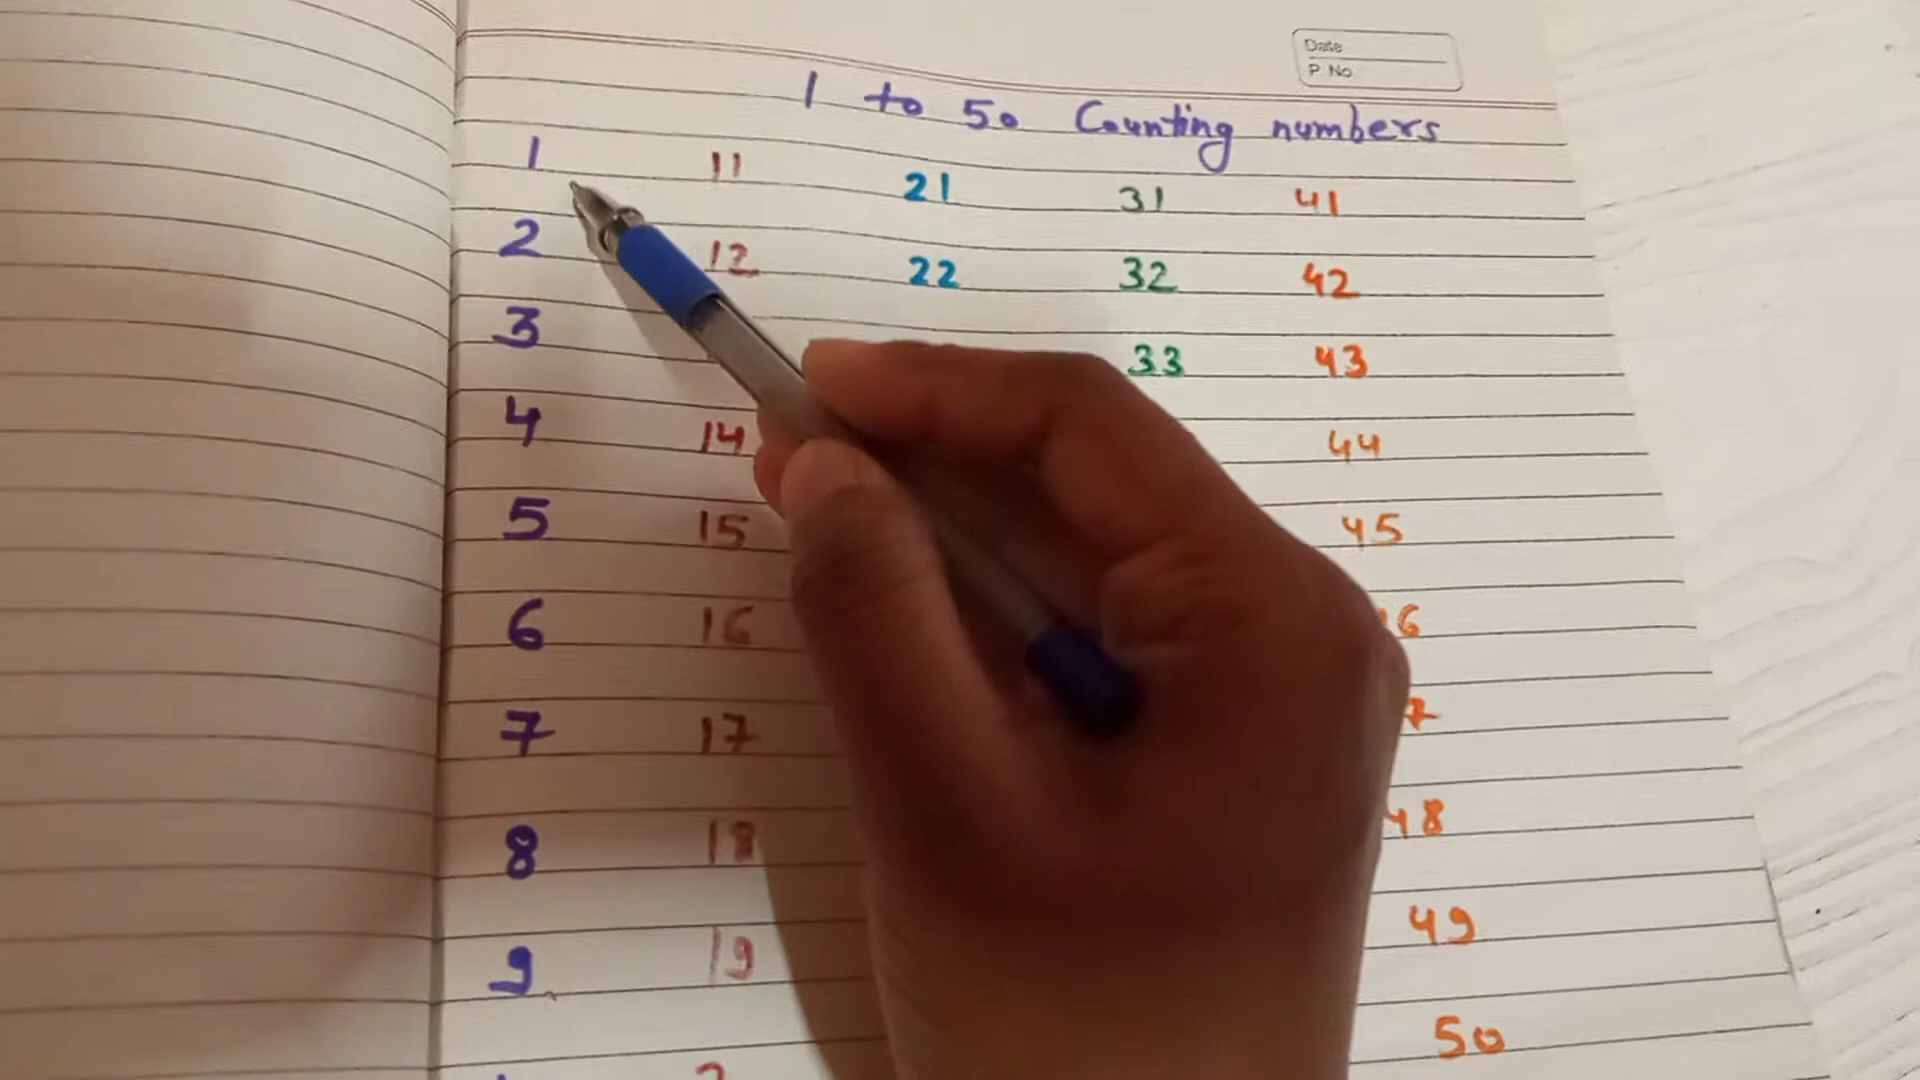 Date
P. No
1 to 50 Counting numbers
1 11 21 31 41
2 12 22 32 42
3 33 43
4 14 44
5 15 45
6 16
7 17
8 18 48
9 19 49
50